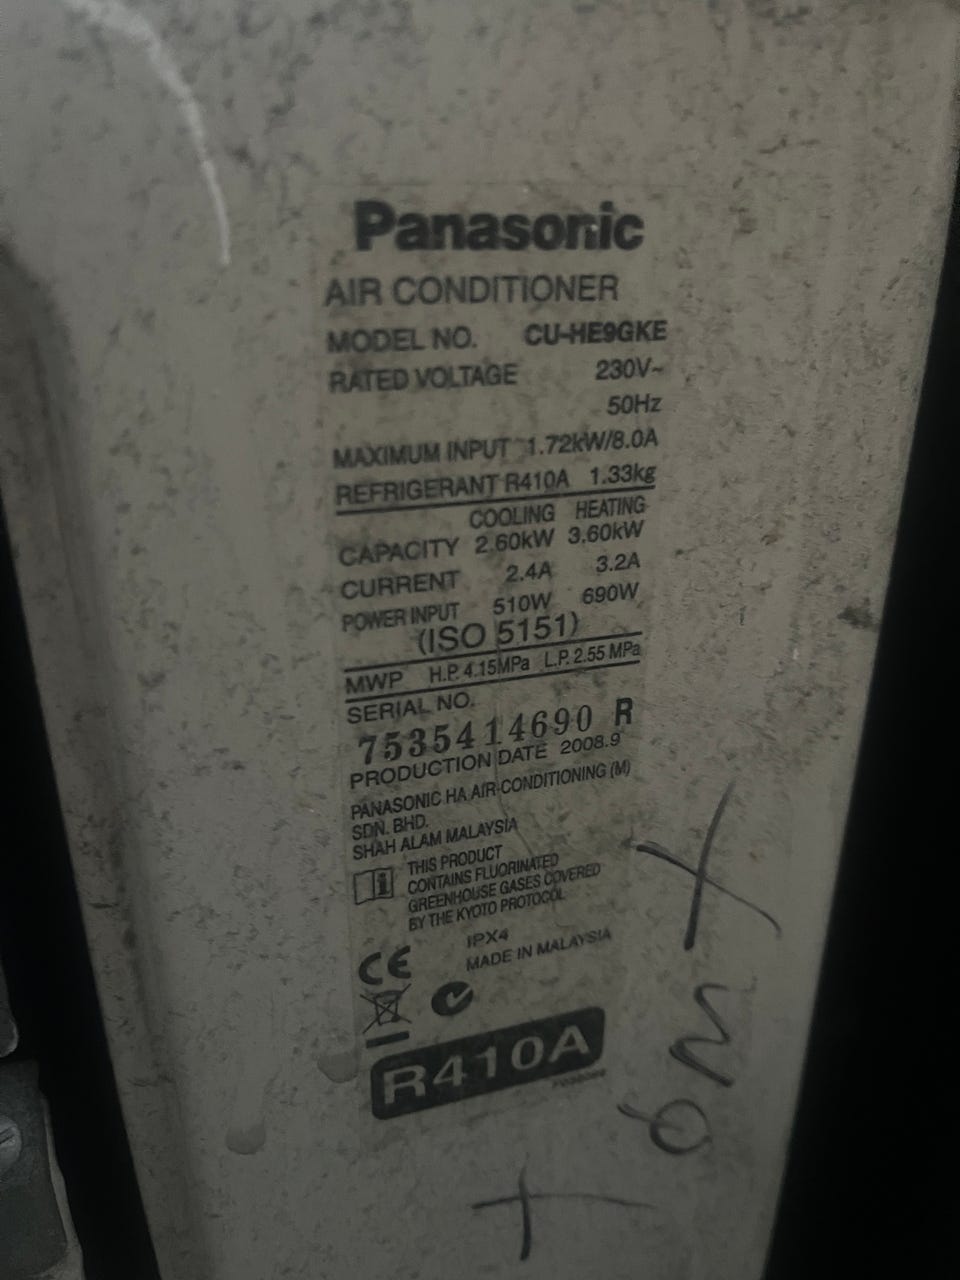 Panasonic
AIR CONDITIONER
MODEL NO. CU-HE9GKE
RATED VOLTAGE 230V~
50Hz
MAXIMUM INPUT 1.72kW/8.0A
REFRIGERANT R410A 1.33kg
COOLING HEATING
CAPACITY 2.60kW 3.60kW
CURRENT 2.4A 3.2A
POWER INPUT 510W 690W
(ISO 5151)
MWP H.P. 4.15MPa L.P. 2.55 MPa
SERIAL NO.
7535414690 R
PRODUCTION DATE 2008.9
PANASONIC HA AIR-CONDITIONING (M)
SDN. BHD.
SHAH ALAM MALAYSIA
THIS PRODUCT
CONTAINS FLUORINATED
GREENHOUSE GASES COVERED
BY THE KYOTO PROTOCOL
IPX4
MADE IN MALAYSIA
CE
R410A